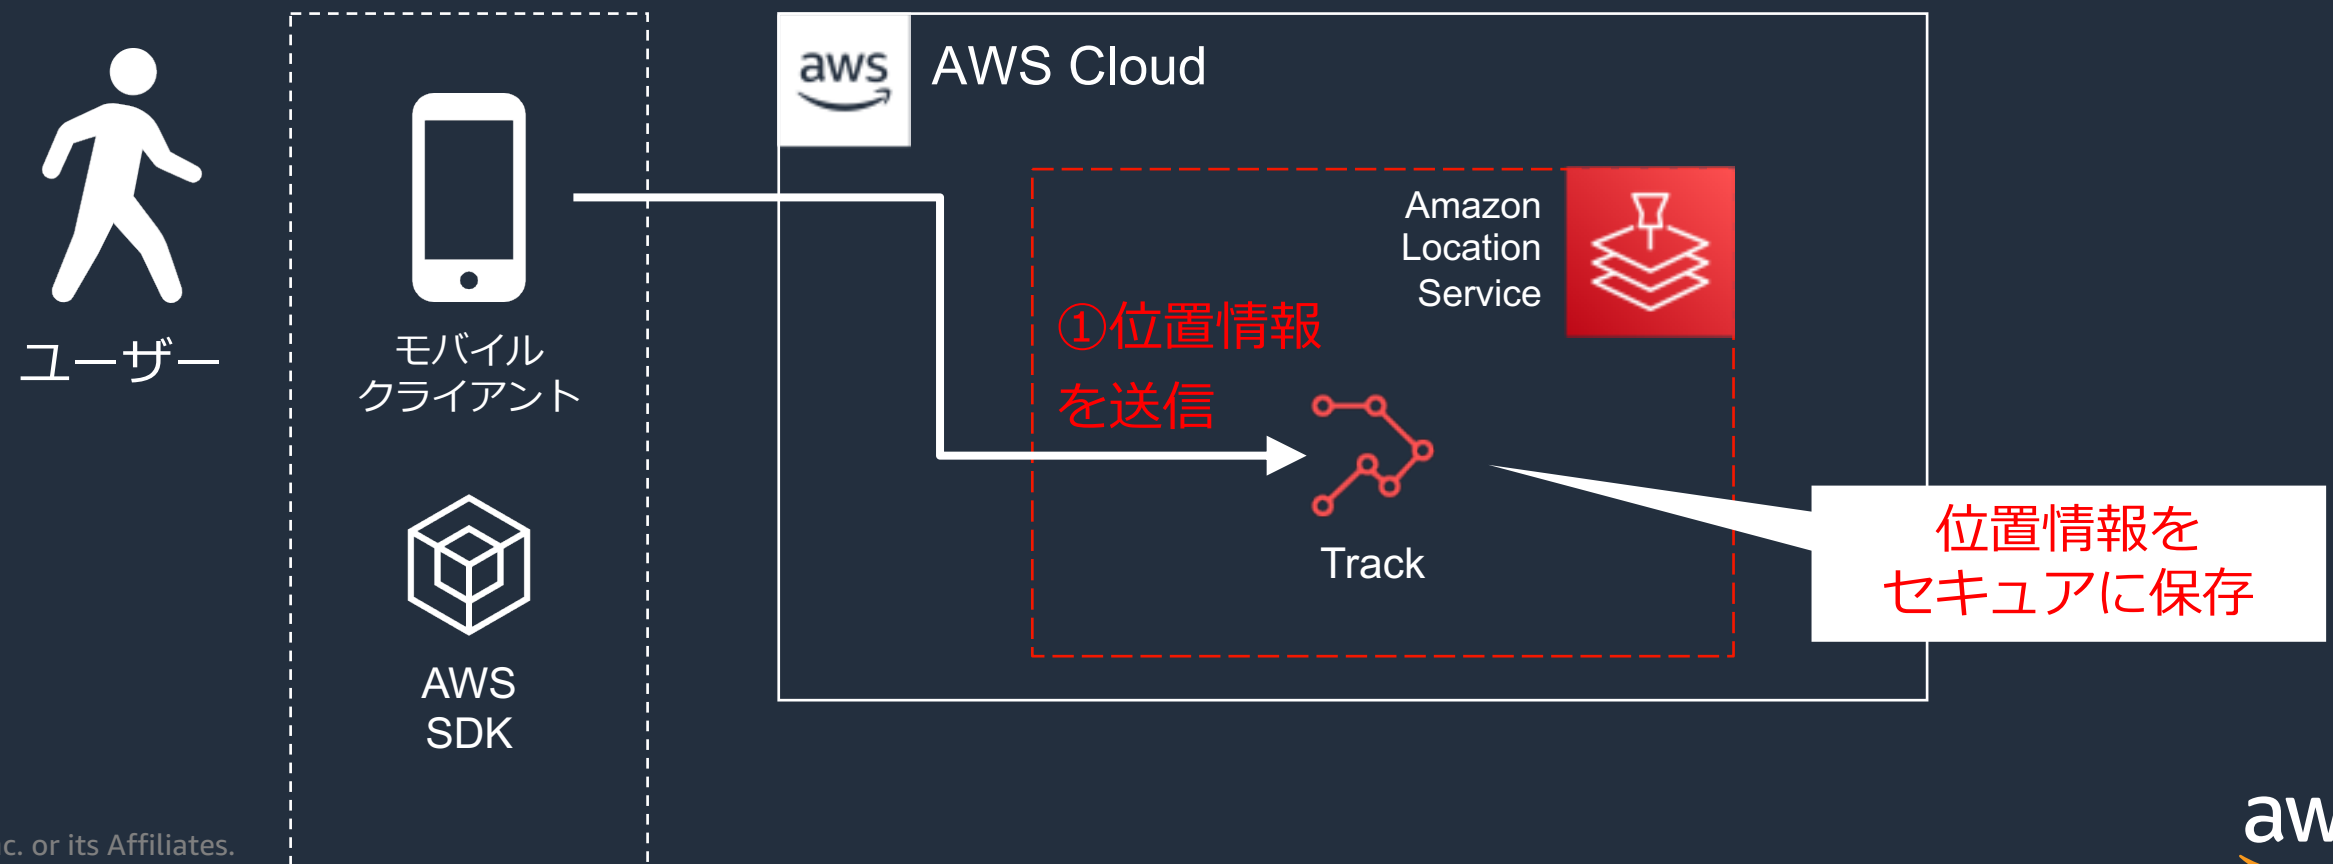 aws
AWS Cloud
ユーザー
モバイル
クライアント
AWS
SDK
Amazon
Location
Service
①位置情報
を送信
Track
位置情報を
セキュアに保存
c. or its Affiliates.
aw